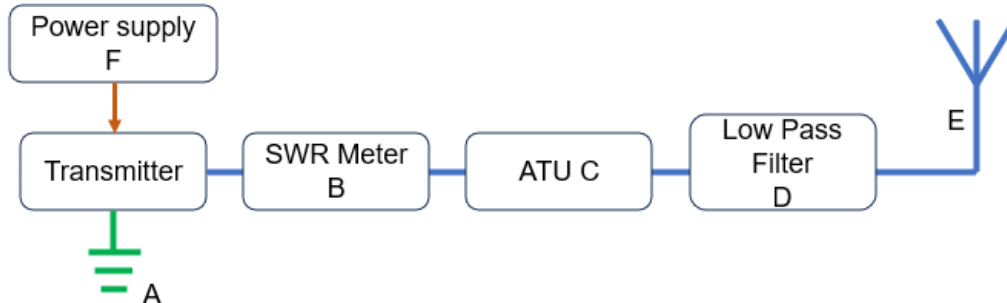 Power supply
F
Transmitter
SWR Meter
B
ATU C
Low Pass
Filter
D
E
A